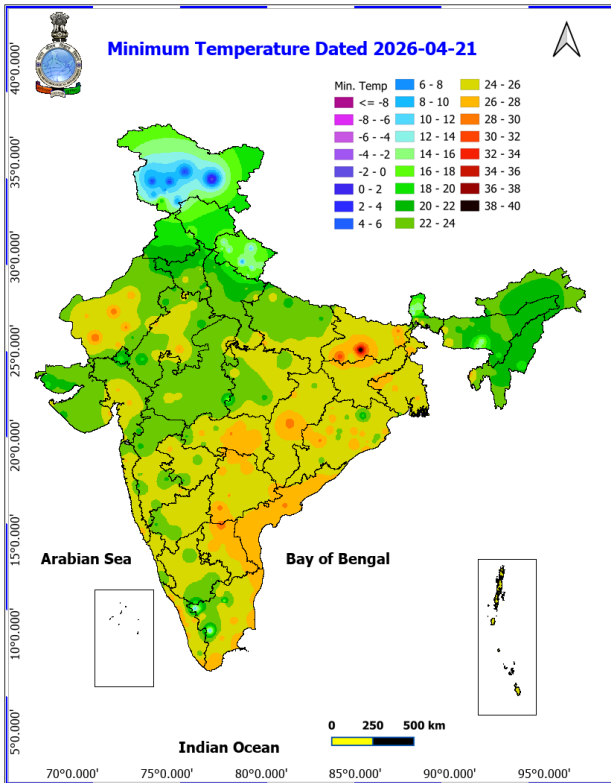 Minimum Temperature Dated 2026-04-21
Min. Temp
<= -8
-8 - -6
-6 - -4
-4 - -2
-2 - 0
0 - 2
2 - 4
4 - 6
6 - 8
8 - 10
10 - 12
12 - 14
14 - 16
16 - 18
18 - 20
20 - 22
22 - 24
24 - 26
26 - 28
28 - 30
30 - 32
32 - 34
34 - 36
36 - 38
38 - 40
40°0.000'
35°0.000'
30°0.000'
25°0.000'
20°0.000'
15°0.000'
10°0.000'
5°0.000'
Arabian Sea
Bay of Bengal
Indian Ocean
0 250 500 km
70°0.000' 75°0.000' 80°0.000' 85°0.000' 90°0.000' 95°0.000'